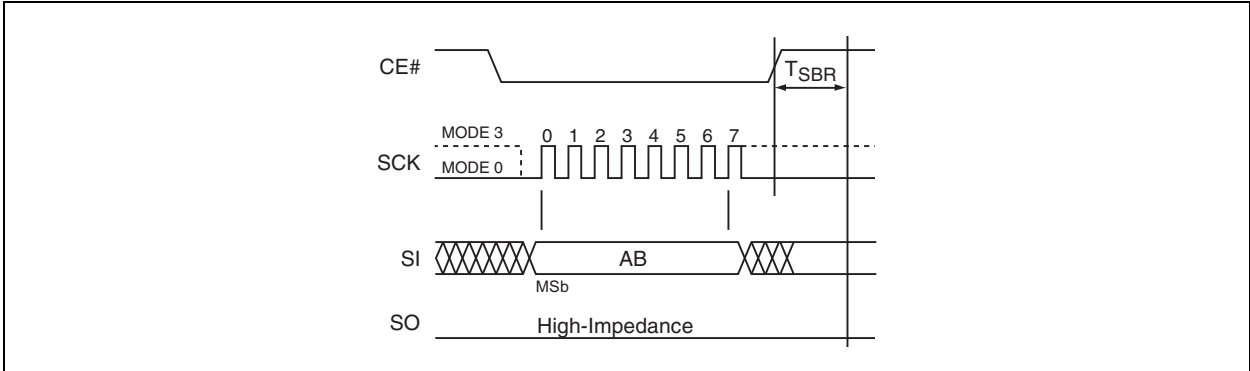 CE#
TSBR
MODE 3
0 1 2 3 4 5 6 7
SCK
MODE 0
SI
AB
MSb
SO
High-Impedance